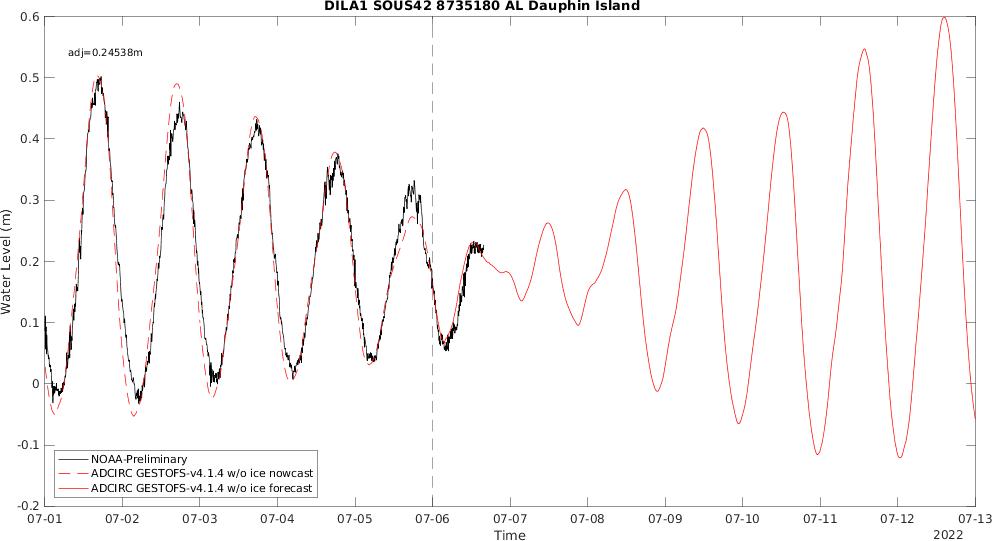 DILA1 SOUS42 8735180 AL Dauphin Island
adj=0.24538m
Water Level (m)
0.6
0.5
0.4
0.3
0.2
0.1
0
-0.1
-0.2
NOAA-Preliminary
ADCIRC GESTOFS-v4.1.4 w/o ice nowcast
ADCIRC GESTOFS-v4.1.4 w/o ice forecast
07-01 07-02 07-03 07-04 07-05 07-06 07-07 07-08 07-09 07-10 07-11 07-12 07-13
Time
2022